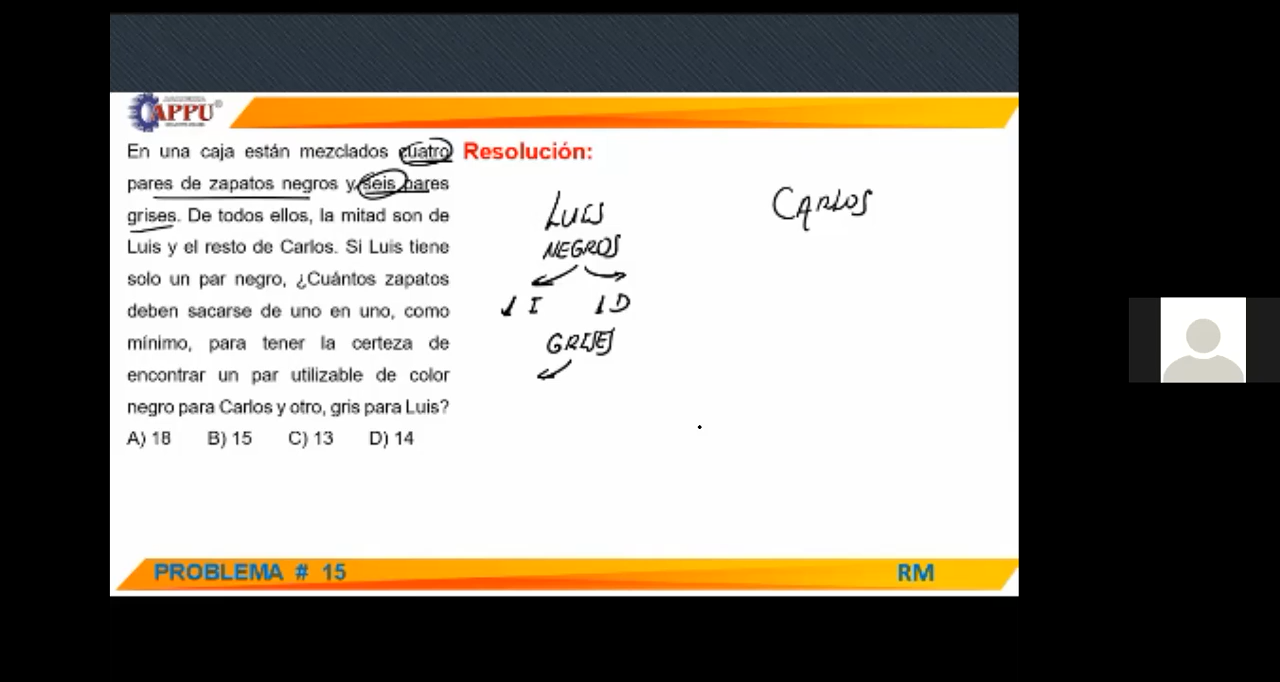 APPU
En una caja están mezclados cuatro
pares de zapatos negros y seis pares
grises. De todos ellos, la mitad son de
Luis y el resto de Carlos. Si Luis tiene
solo un par negro, ¿Cuántos zapatos
deben sacarse de uno en uno, como
mínimo, para tener la certeza de
encontrar un par utilizable de color
negro para Carlos y otro, gris para Luis?
A) 18 B) 15 C) 13 D) 14
Resolución:
LUIS
NEGROS
1 I 1 D
GRISES
CARLOS
PROBLEMA # 15
RM